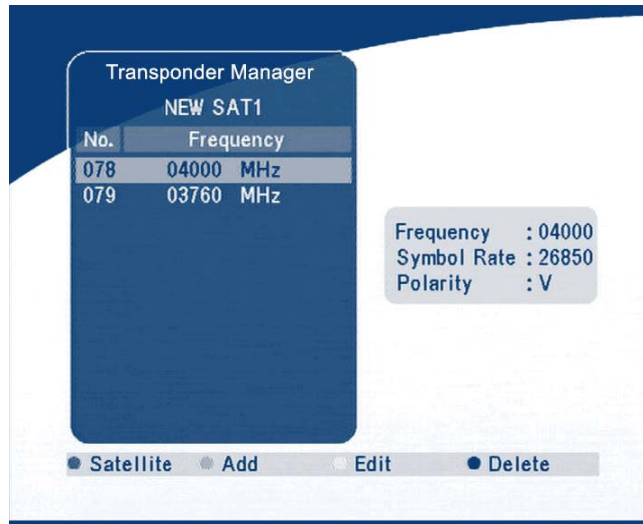 Transponder Manager
NEW SAT1
No. Frequency
078 04000 MHz
079 03760 MHz
Frequency : 04000
Symbol Rate : 26850
Polarity : V
Satellite Add Edit Delete